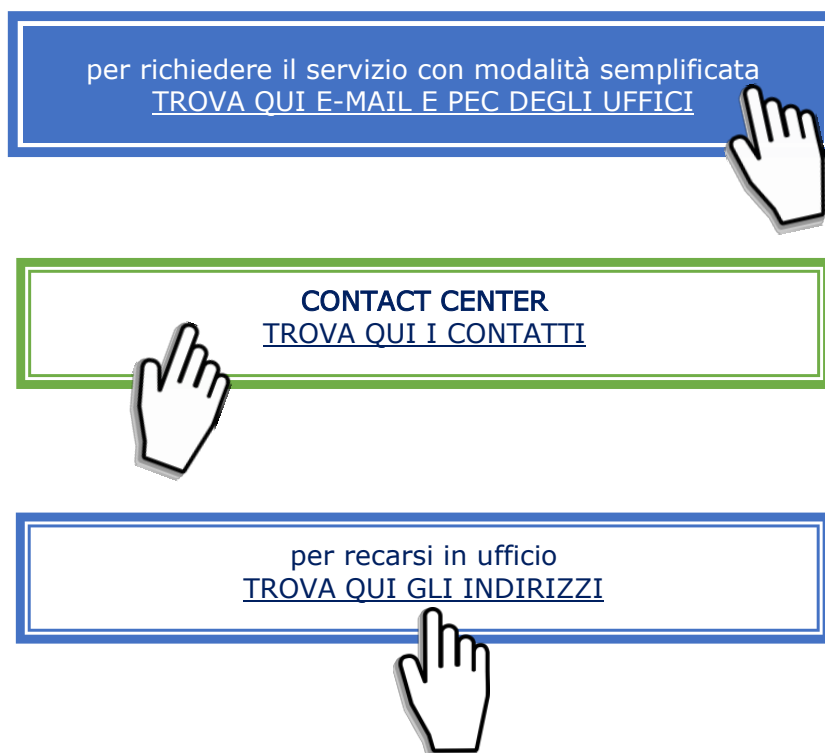 per richiedere il servizio con modalità semplificata
TROVA QUI E-MAIL E PEC DEGLI UFFICI
CONTACT CENTER
TROVA QUI I CONTATTI
per recarsi in ufficio
TROVA QUI GLI INDIRIZZI